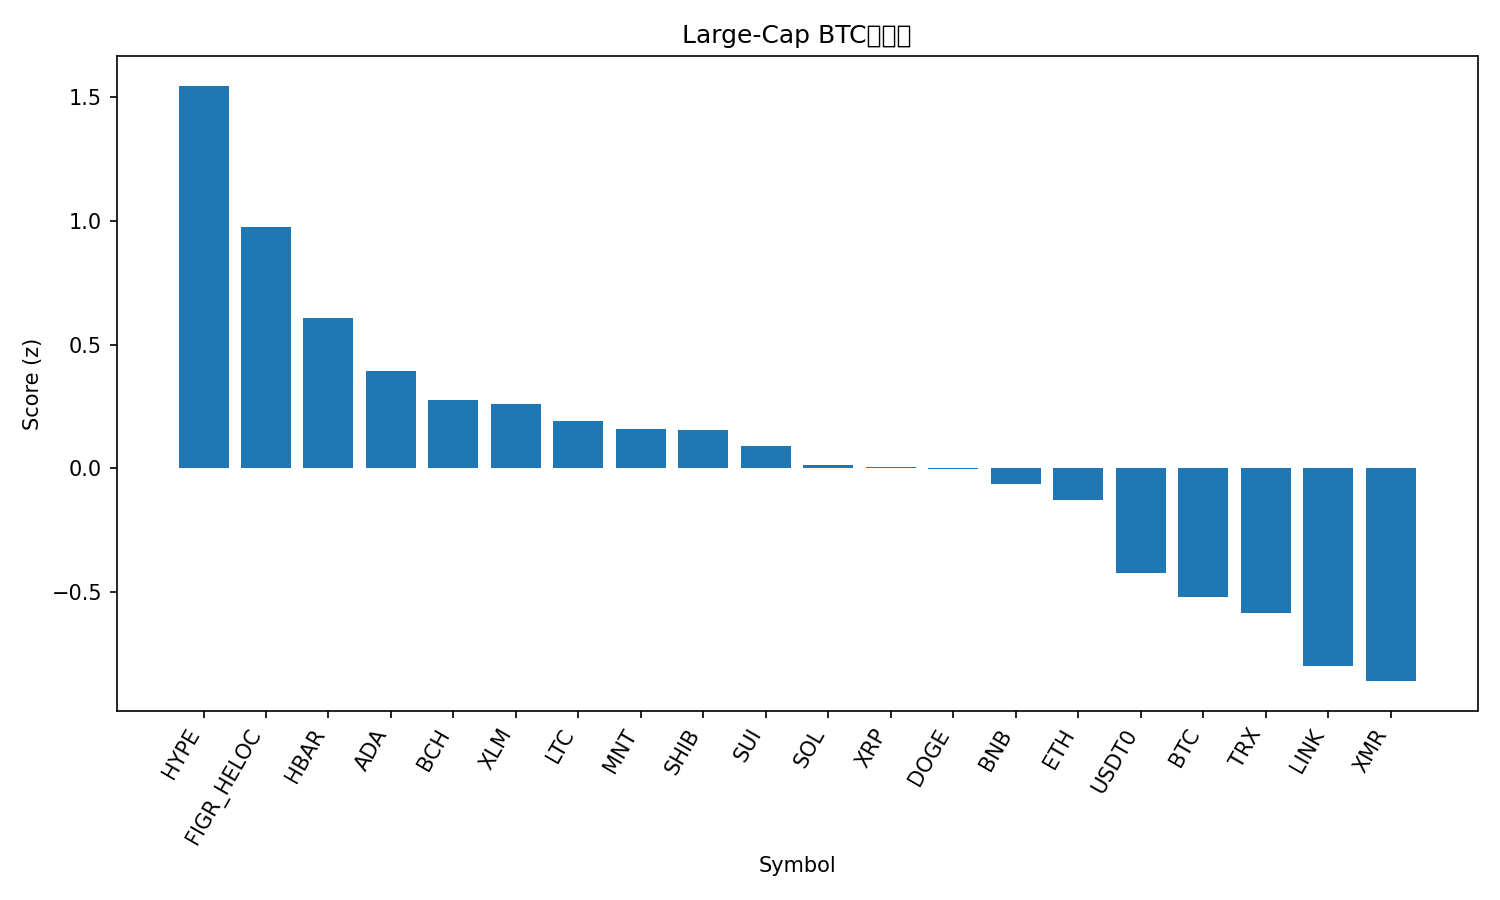 Large-Cap BTC
Score (z)
1.5
1.0
0.5
0.0
−0.5
HYPE
FIGR_HELOC
HBAR
ADA
BCH
XLM
LTC
MNT
SHIB
SUI
SOL
XRP
DOGE
BNB
ETH
USDT0
BTC
TRX
LINK
XMR
Symbol